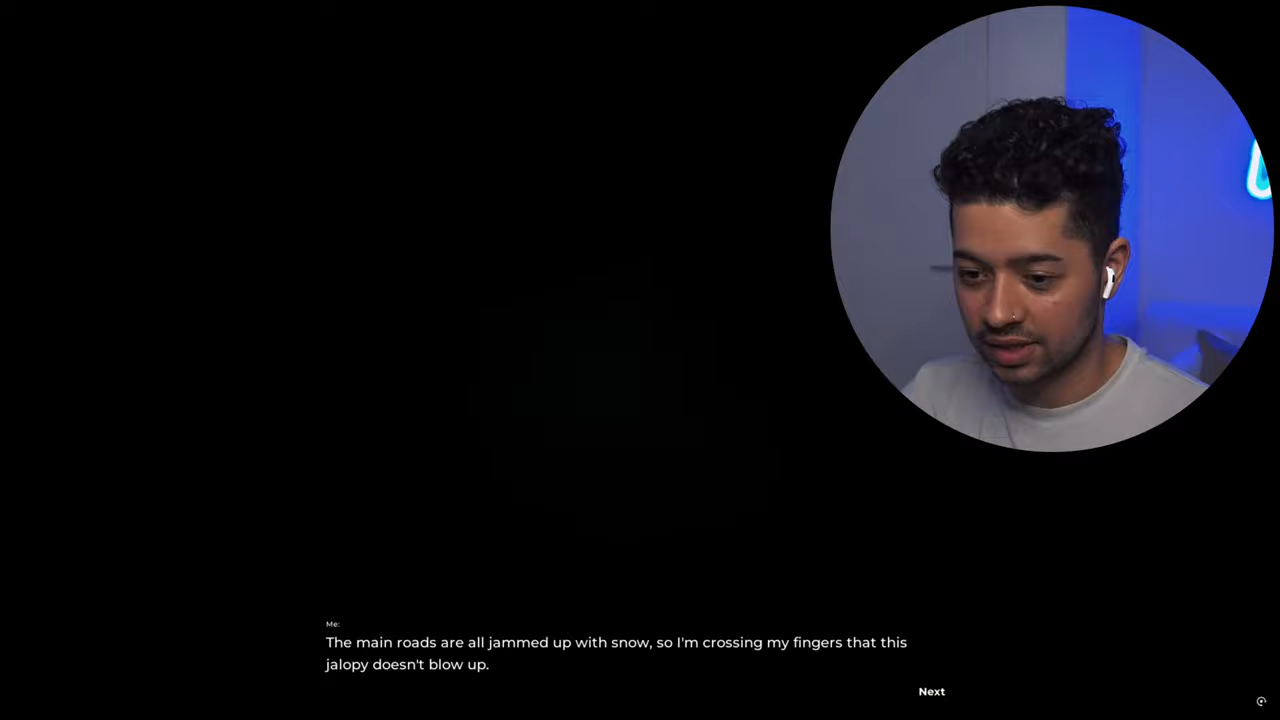 Me:
The main roads are all jammed up with snow, so I'm crossing my fingers that this
jalopy doesn't blow up.
Next